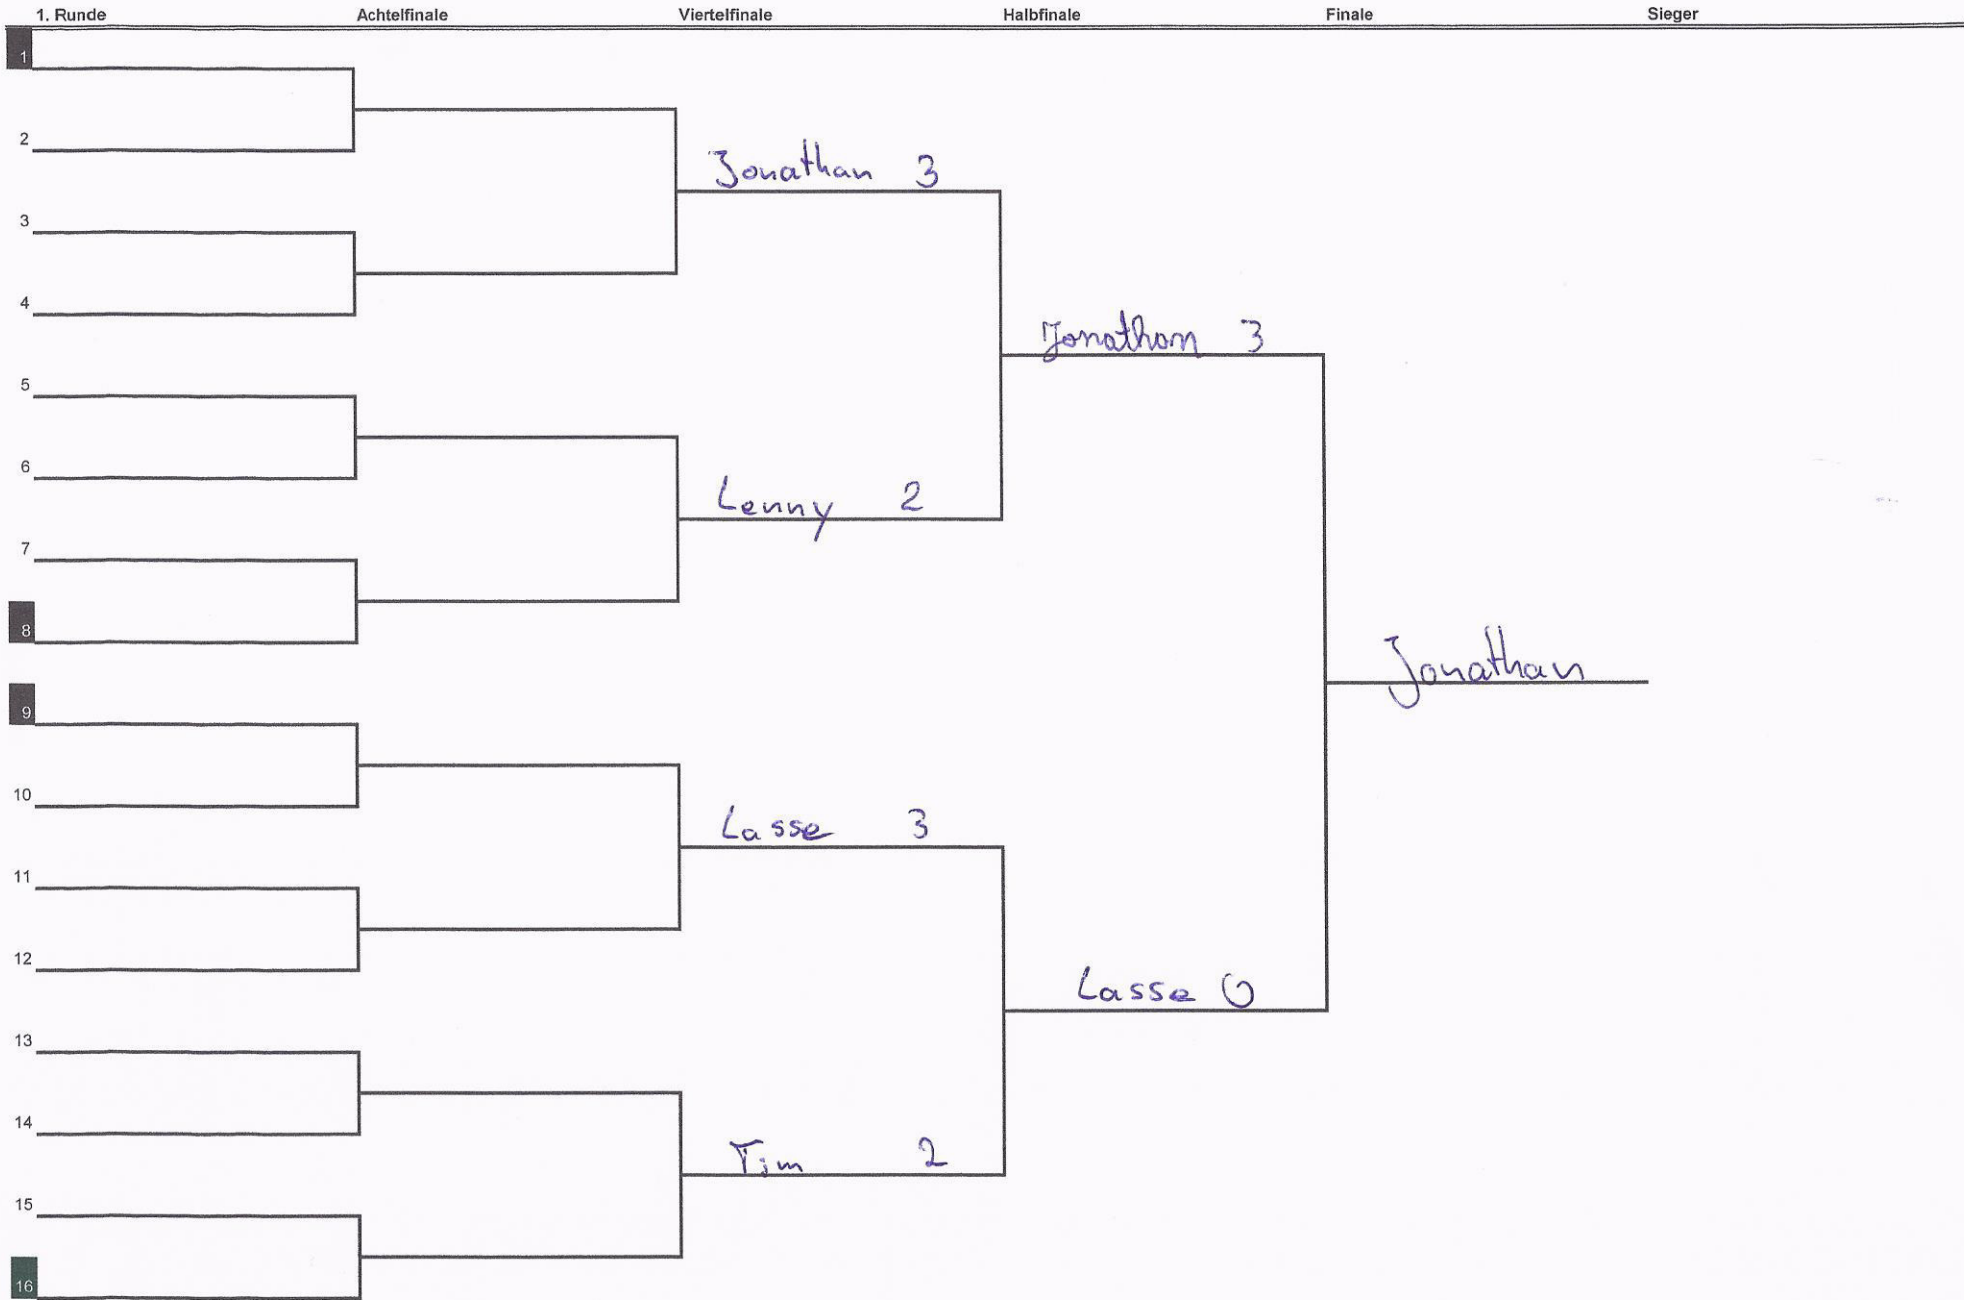 1. Runde Achtelfinale Viertelfinale Halbfinale Finale Sieger
1
2
Jonathan 3
3
4
Jonathan 3
5
6
Lenny 2
7
8
Jonathan
9
10
Lasse 3
11
12
Lasse 0
13
14
Tim 2
15
16